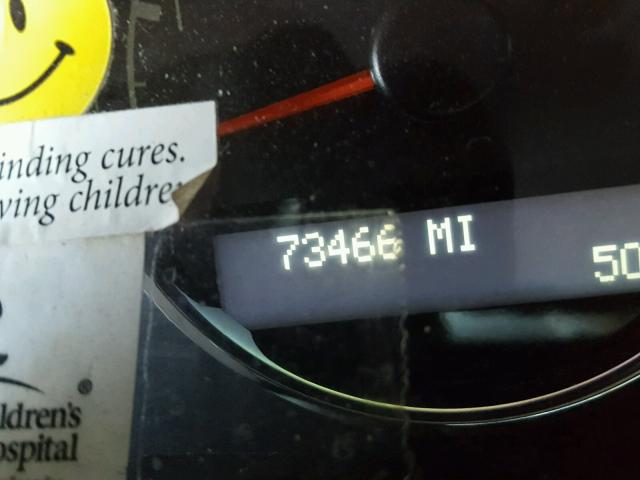 inding cures.
ving childre
73466 MI
50
®
ldren's
ospital